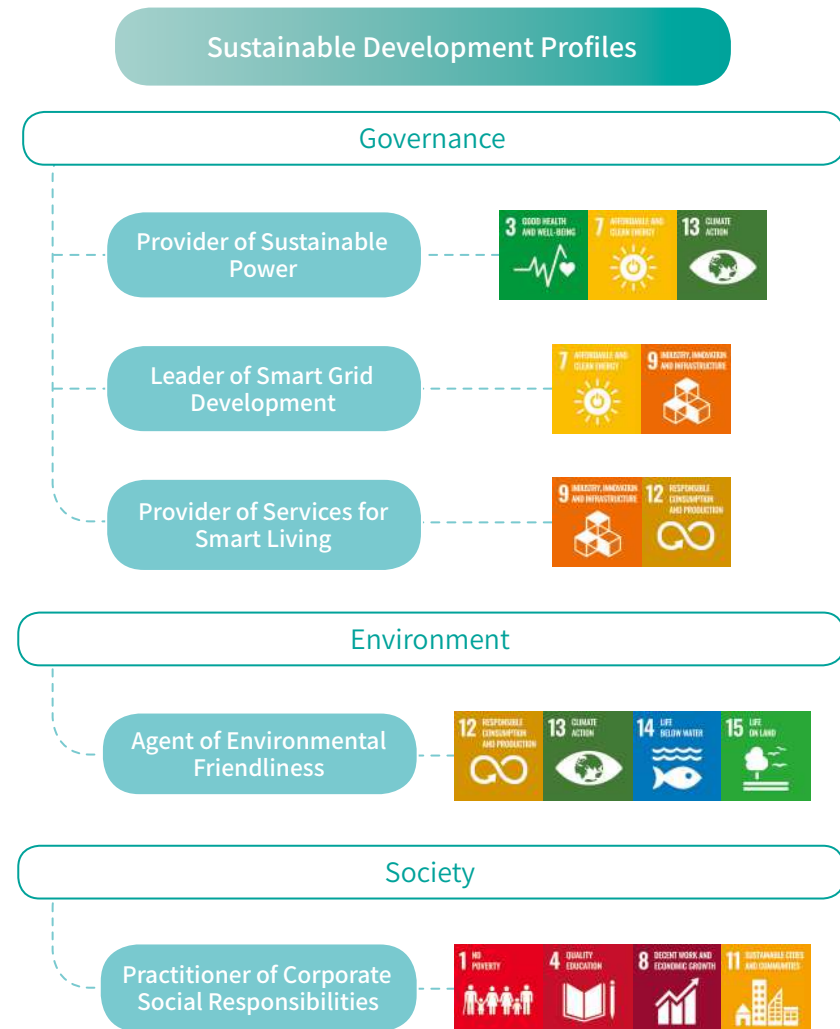 Sustainable Development Profiles
Governance
Provider of Sustainable
Power
3 GOOD HEALTH
AND WELL-BEING
7 AFFORDABLE AND
CLEAN ENERGY
13 CLIMATE
ACTION
Leader of Smart Grid
Development
7 AFFORDABLE AND
CLEAN ENERGY
9 INDUSTRY, INNOVATION
AND INFRASTRUCTURE
Provider of Services for
Smart Living
9 INDUSTRY, INNOVATION
AND INFRASTRUCTURE
12 RESPONSIBLE
CONSUMPTION
AND PRODUCTION
Environment
Agent of Environmental
Friendliness
12 RESPONSIBLE
CONSUMPTION
AND PRODUCTION
13 CLIMATE
ACTION
14 LIFE
BELOW WATER
15 LIFE
ON LAND
Society
Practitioner of Corporate
Social Responsibilities
1 NO
POVERTY
4 QUALITY
EDUCATION
8 DECENT WORK AND
ECONOMIC GROWTH
11 SUSTAINABLE CITIES
AND COMMUNITIES